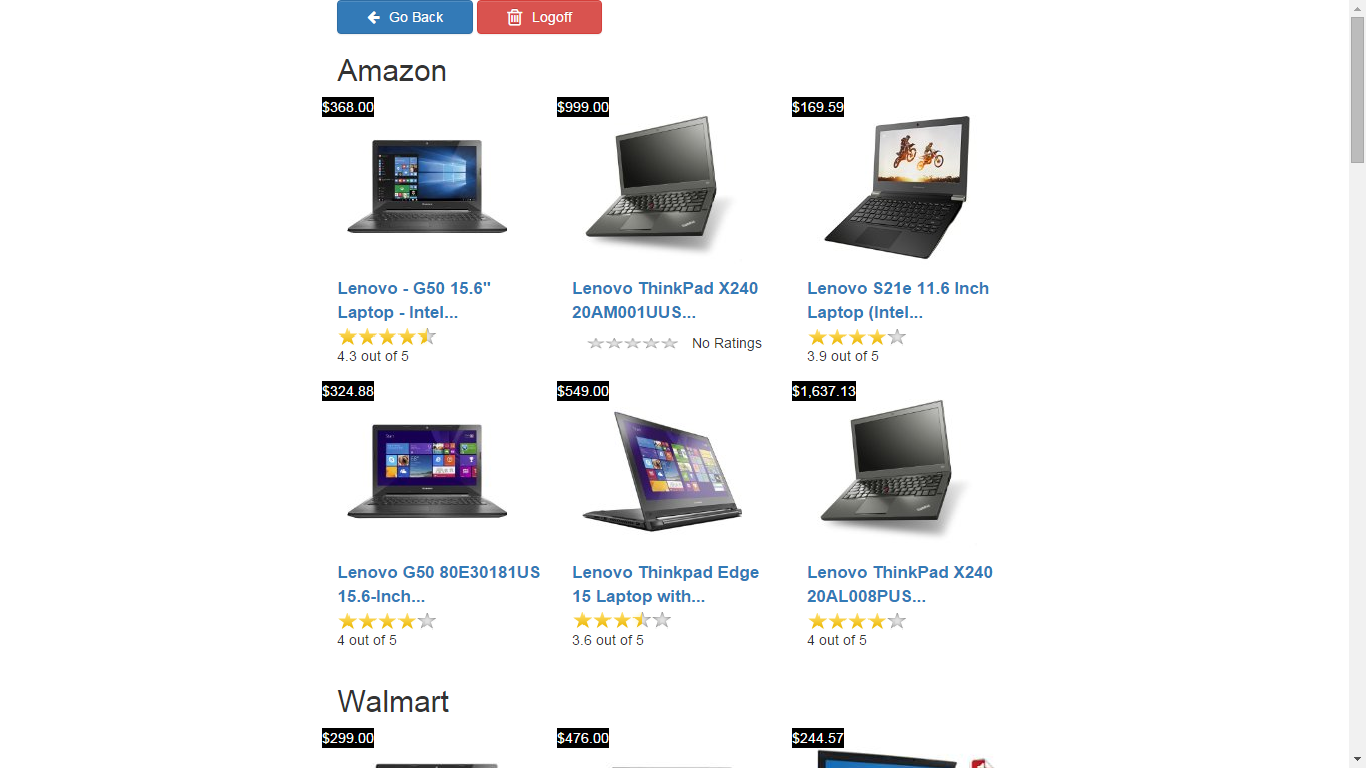 Go Back
Logoff
Amazon
$368.00
$999.00
$169.59
Lenovo - G50 15.6"
Laptop - Intel...
4.3 out of 5
Lenovo ThinkPad X240
20AM001UUS...
No Ratings
Lenovo S21e 11.6 Inch
Laptop (Intel...
3.9 out of 5
$324.88
$549.00
$1,637.13
Lenovo G50 80E30181US
15.6-Inch...
4 out of 5
Lenovo Thinkpad Edge
15 Laptop with...
3.6 out of 5
Lenovo ThinkPad X240
20AL008PUS...
4 out of 5
Walmart
$299.00
$476.00
$244.57